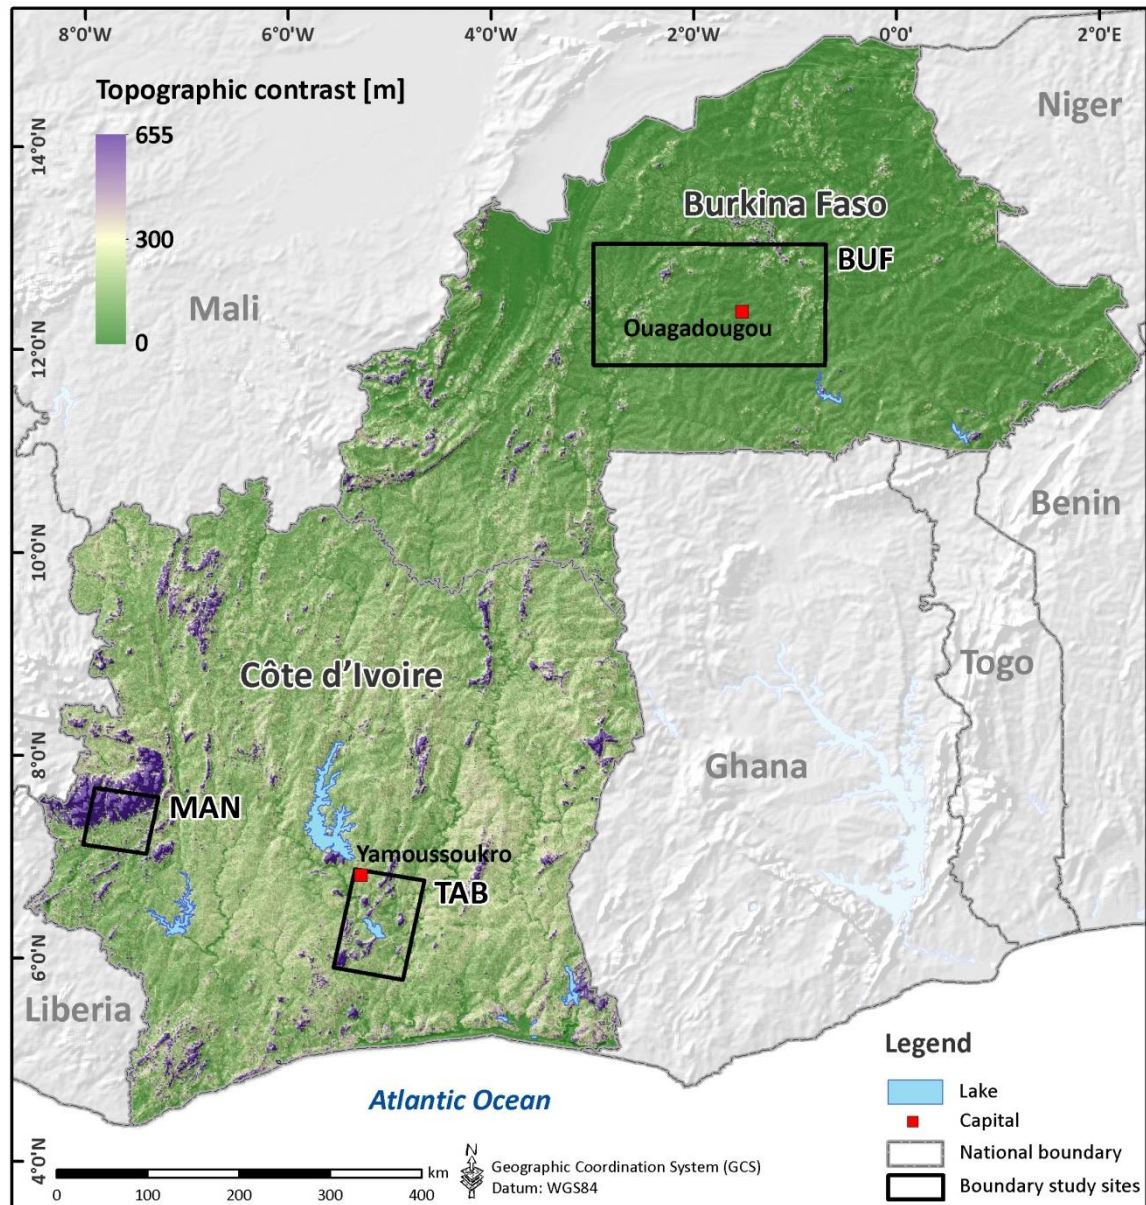 8°0'W
6°0'W
4°0'W
2°0'W
0°0'
2°0'E
Topographic contrast [m]
655
300
0
14°0'N
12°0'N
10°0'N
8°0'N
6°0'N
4°0'N
Niger
Burkina Faso
BUF
Ouagadougou
Mali
Benin
Togo
Côte d'Ivoire
Ghana
MAN
Yamoussoukro
TAB
Liberia
Atlantic Ocean
Legend
Lake
Capital
National boundary
Boundary study sites
km
0 100 200 300 400
N
Geographic Coordination System (GCS)
Datum: WGS84